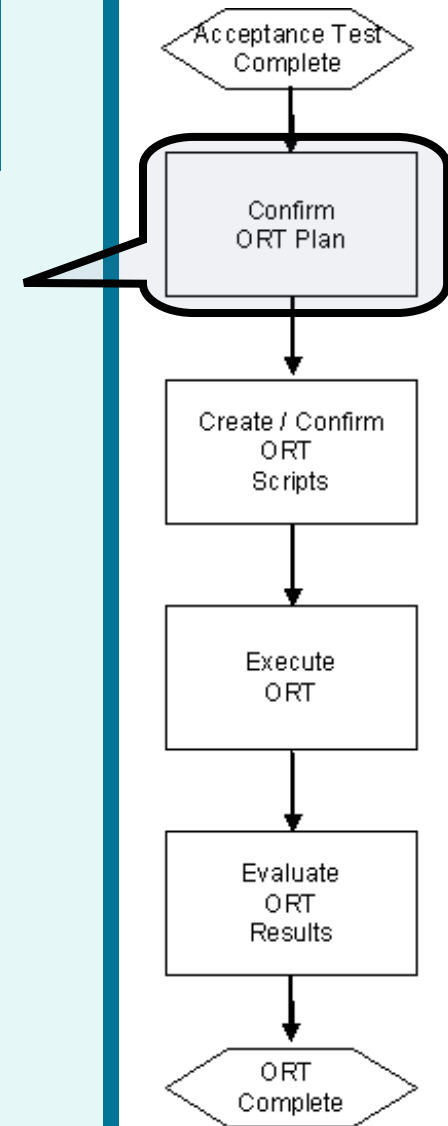 Acceptance Test
Complete
Confirm
ORT Plan
Create / Confirm
ORT
Scripts
Execute
ORT
Evaluate
ORT
Results
ORT
Complete